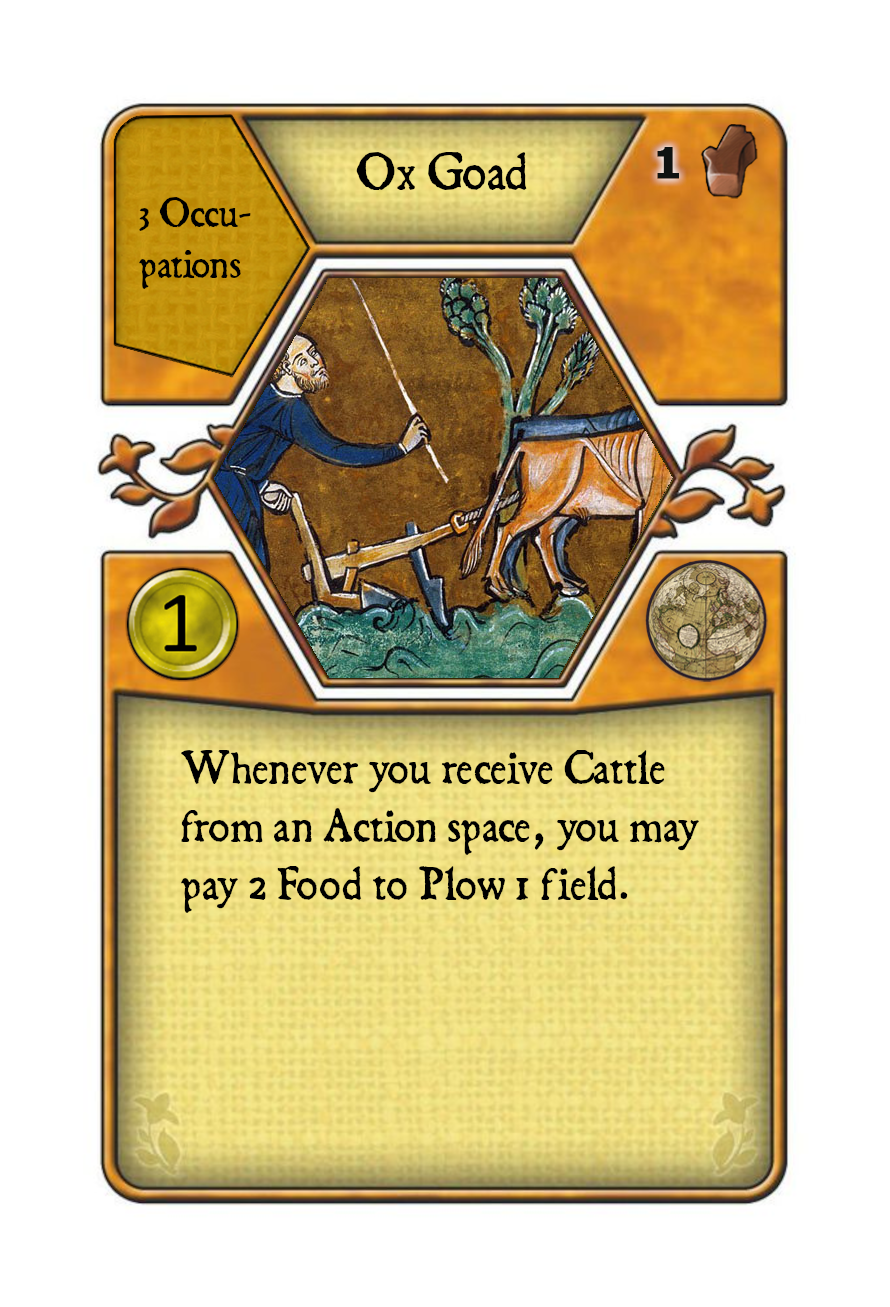 Ox Goad
3 Occu-
pations
1
1
Whenever you receive Cattle
from an Action space, you may
pay 2 Food to Plow 1 field.